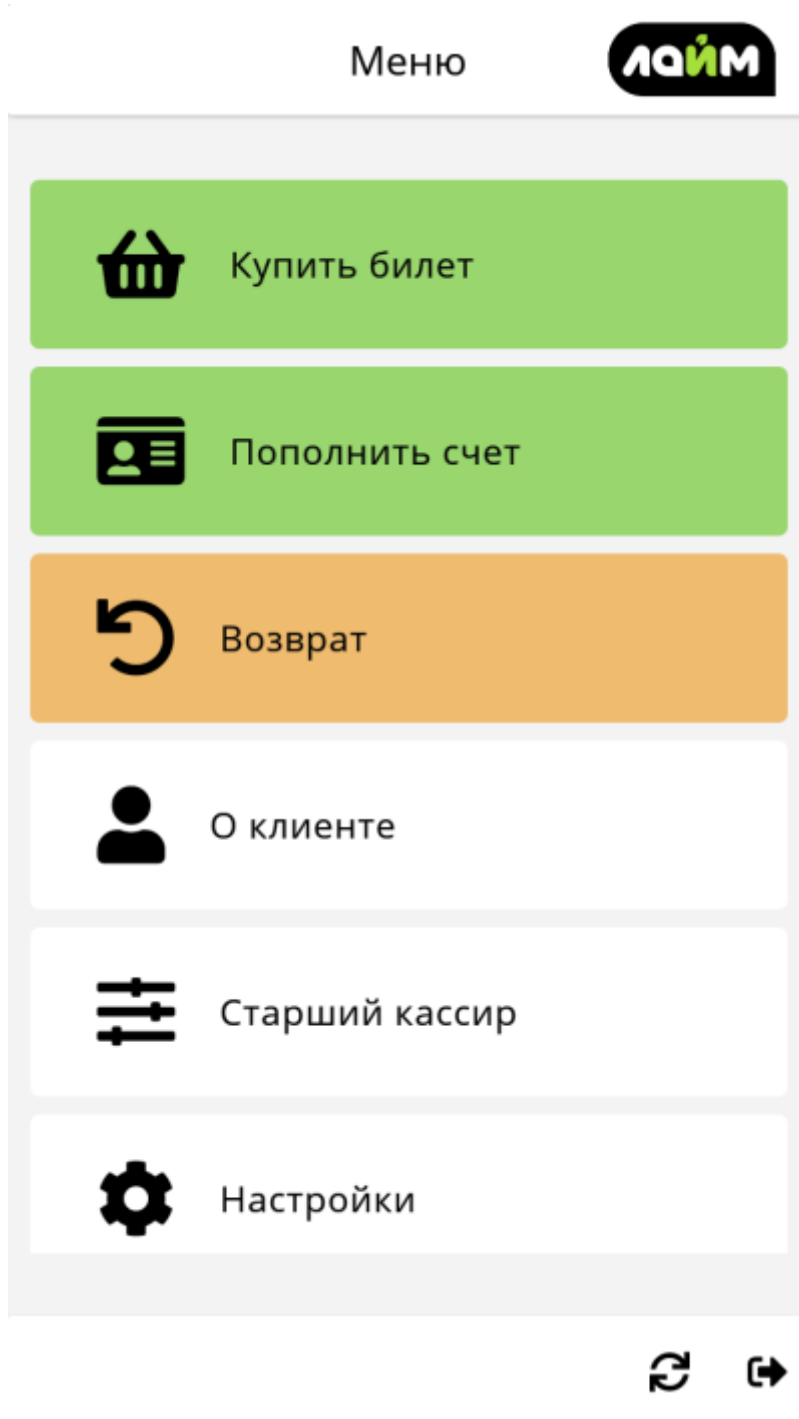 Меню
лайм
Купить билет
Пополнить счет
Возврат
О клиенте
Старший кассир
Настройки